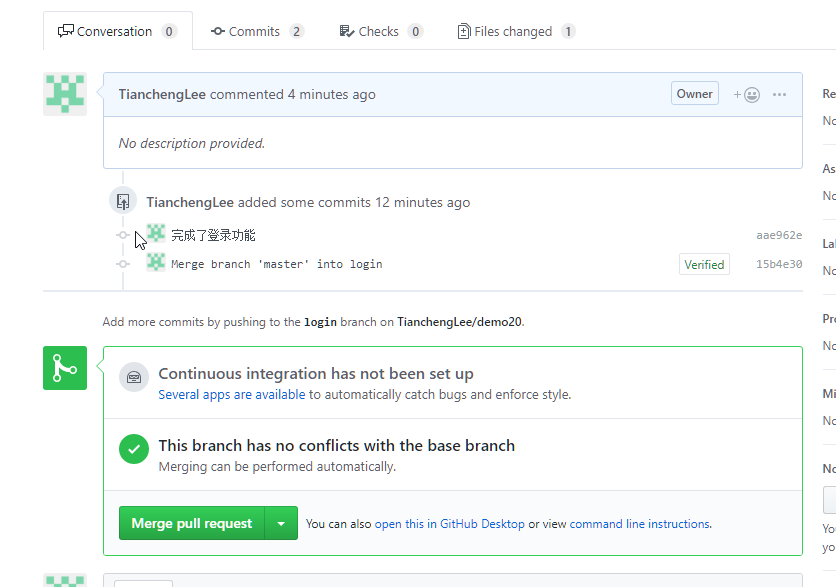 Conversation 0 Commits 2 Checks 0 Files changed 1
TianchengLee commented 4 minutes ago Owner
No description provided.
TianchengLee added some commits 12 minutes ago
完成了登录功能 aae962e
Merge branch 'master' into login Verified 15b4e30
Add more commits by pushing to the login branch on TianchengLee/demo20.
Continuous integration has not been set up
Several apps are available to automatically catch bugs and enforce style.
This branch has no conflicts with the base branch
Merging can be performed automatically.
Merge pull request You can also open this in GitHub Desktop or view command line instructions.
Re
No
As
No
La
No
Pr
No
Mi
No
No
You
yo